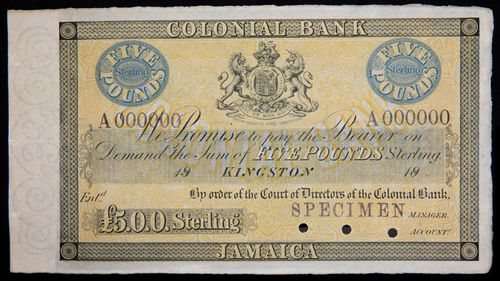 COLONIAL BANK
FIVE POUNDS Sterling
FIVE POUNDS Sterling
A000000 A000000
We Promise to pay the Bearer on
Demand the Sum of FIVE POUNDS Sterling
19 KINGSTON 19
By order of the Court of Directors of the Colonial Bank,
Ent.d SPECIMEN MANAGER.
£5.0.0. Sterling ACCOUNT.T
JAMAICA